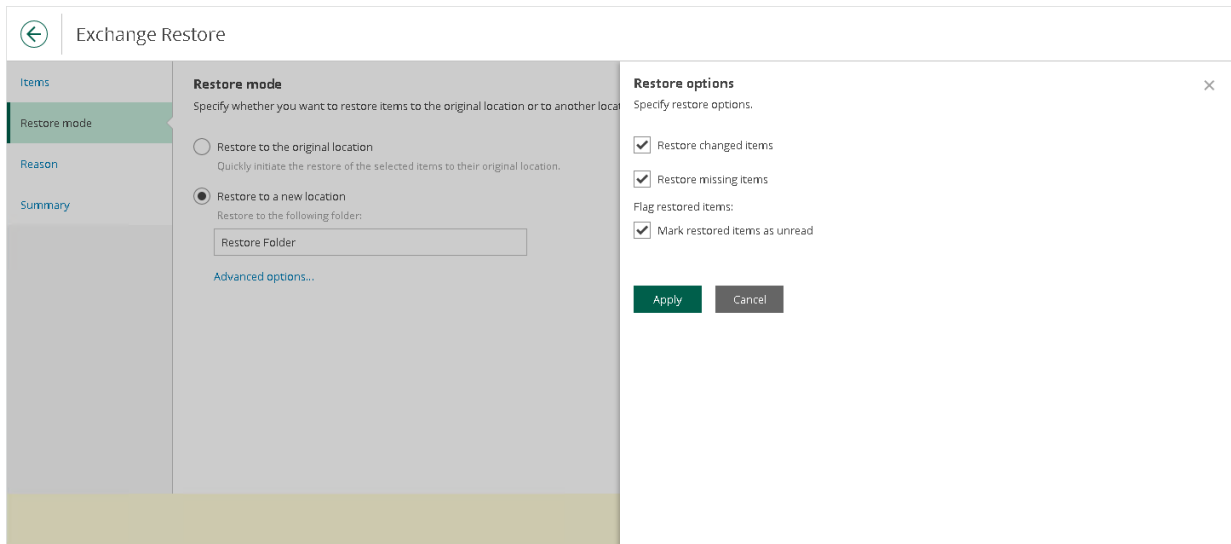 Exchange Restore
Items
Restore mode
Reason
Summary
Restore mode
Specify whether you want to restore items to the original location or to another locat
Restore to the original location
Quickly initiate the restore of the selected items to their original location.
Restore to a new location
Restore to the following folder:
Restore Folder
Advanced options...
Restore options
Specify restore options.
Restore changed items
Restore missing items
Flag restored items:
Mark restored items as unread
Apply
Cancel